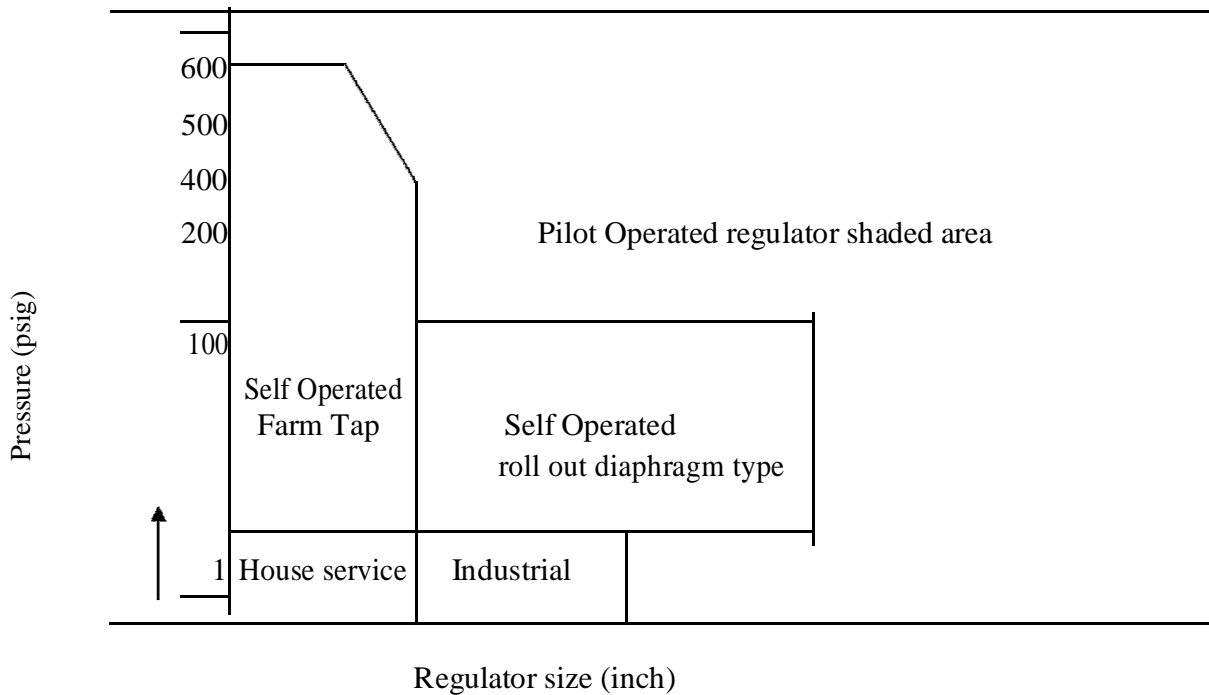 600
500
400
200
Pilot Operated regulator shaded area
100
Pressure (psig)
Self Operated
Farm Tap
Self Operated
roll out diaphragm type
1
House service
Industrial
Regulator size (inch)